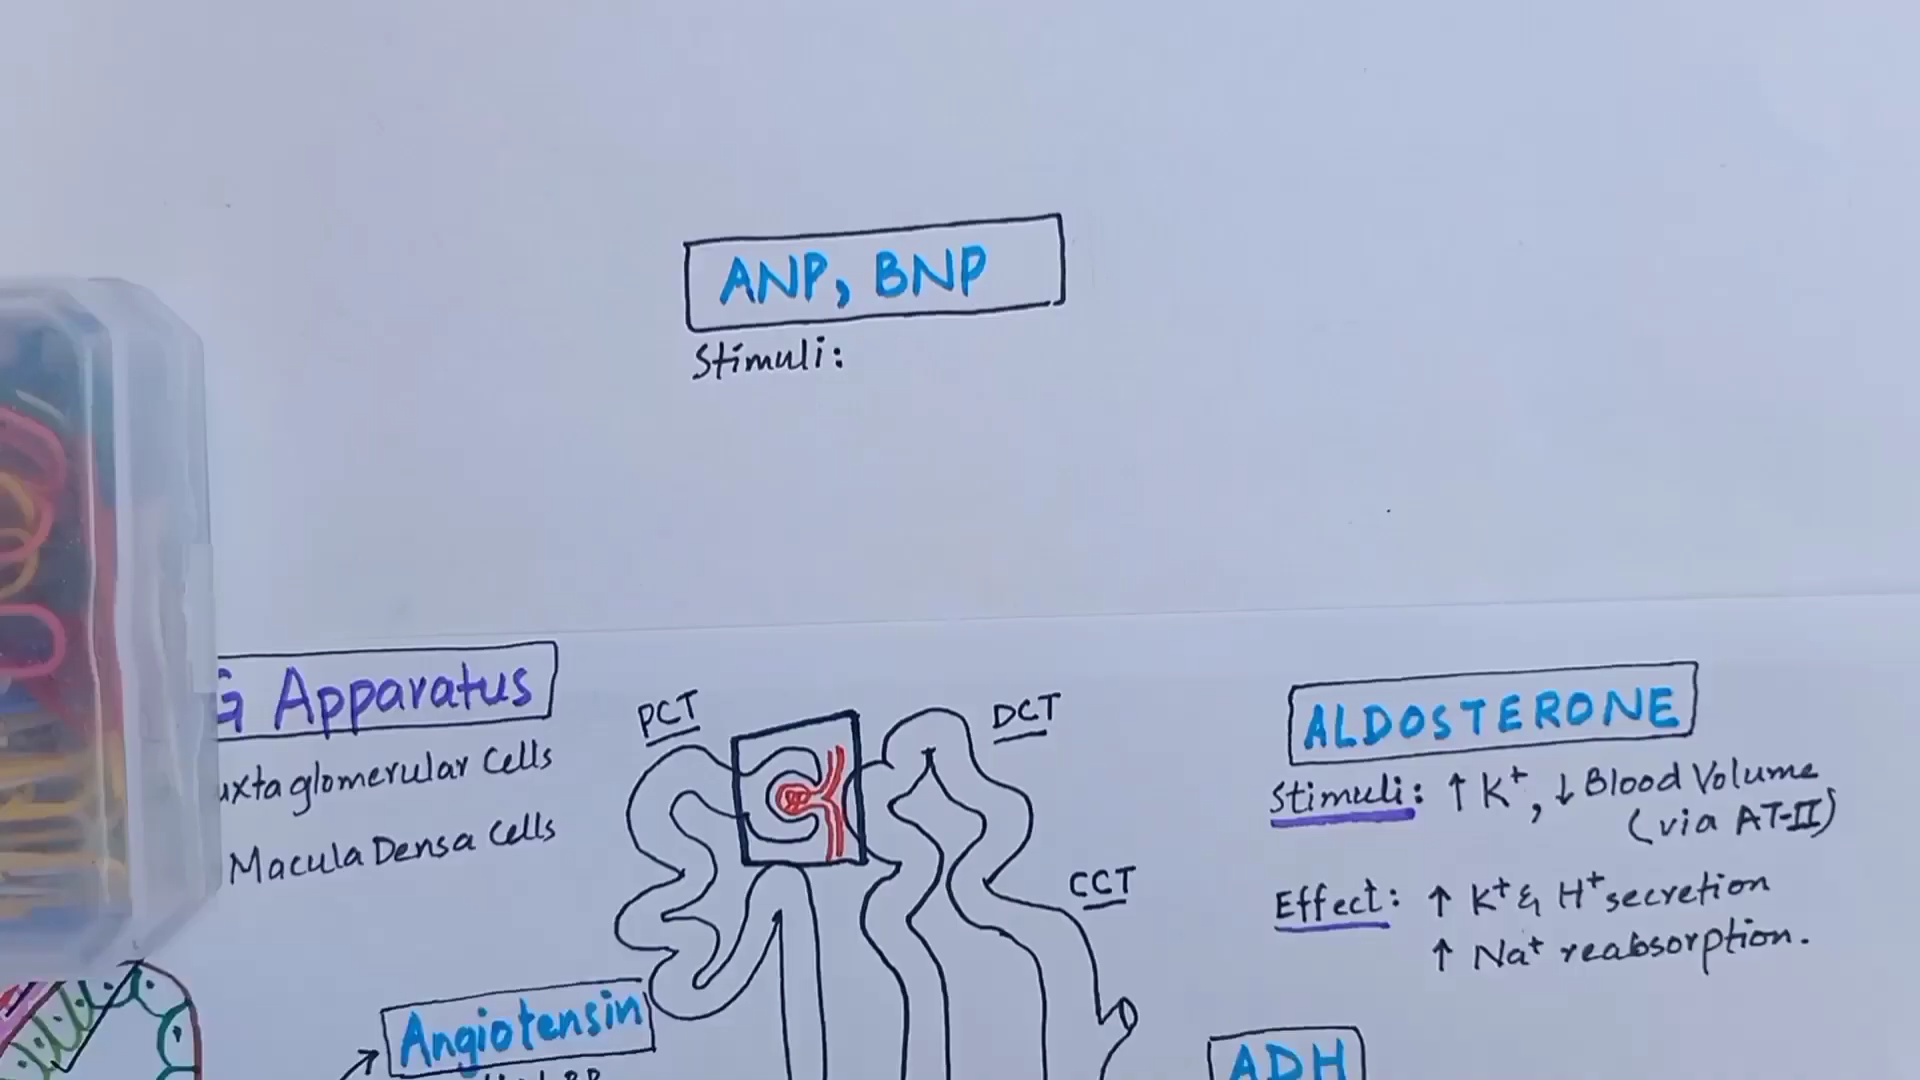 ANP, BNP
Stimuli:
G Apparatus
uxtaglomerular Cells
Macula Densa Cells
PCT
DCT
CCT
ALDOSTERONE
Stimuli: ↑ K⁺, ↓ Blood Volume
(via AT-II)
Effect: ↑ K⁺ & H⁺ secretion
↑ Na⁺ reabsorption.
Angiotensin
ADH